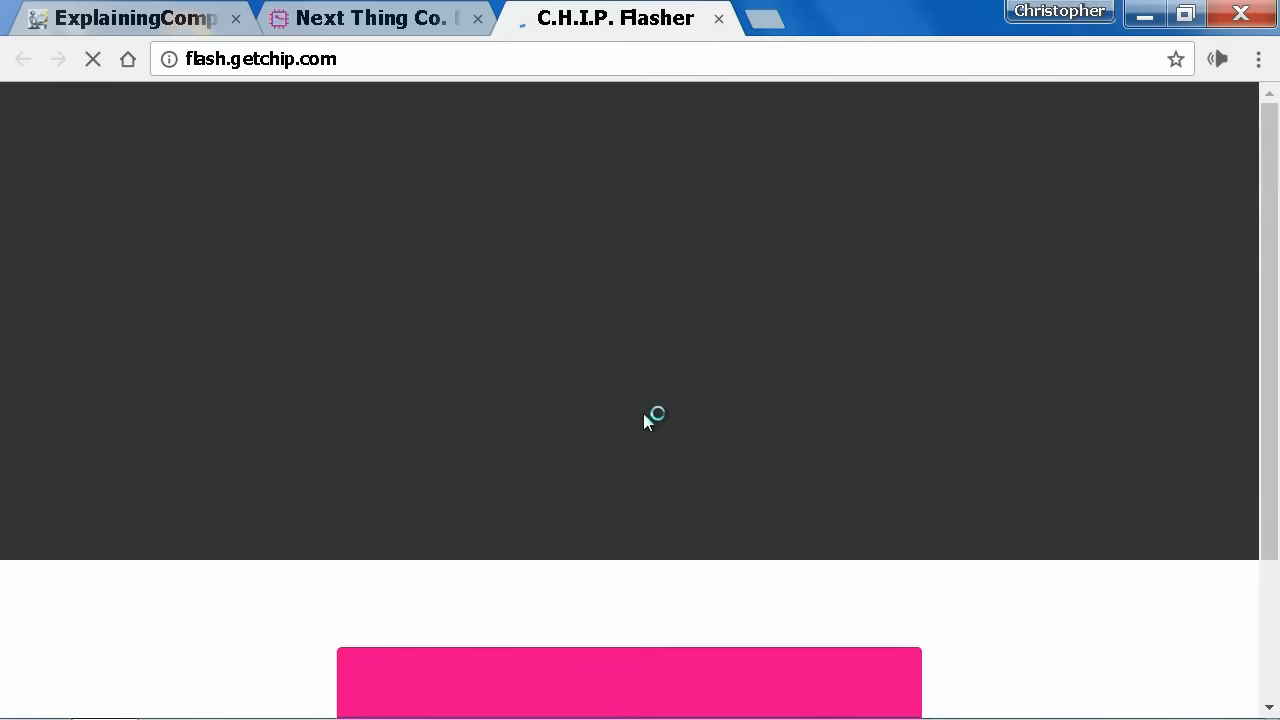 ExplainingComp
Next Thing Co.
C.H.I.P. Flasher
Christopher
flash.getchip.com